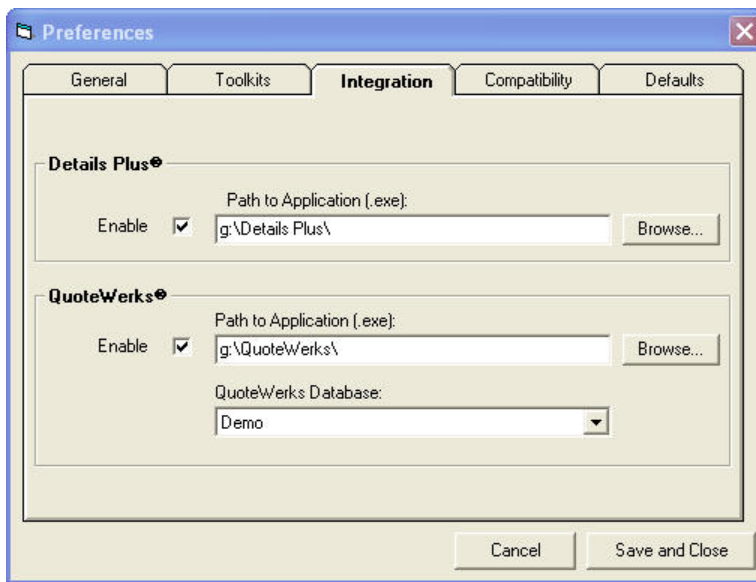 Preferences
General Toolkits Integration Compatibility Defaults
Details Plus®
Path to Application (.exe):
Enable g:\Details Plus\ Browse...
QuoteWerks®
Path to Application (.exe):
Enable g:\QuoteWerks\ Browse...
QuoteWerks Database:
Demo
Cancel Save and Close